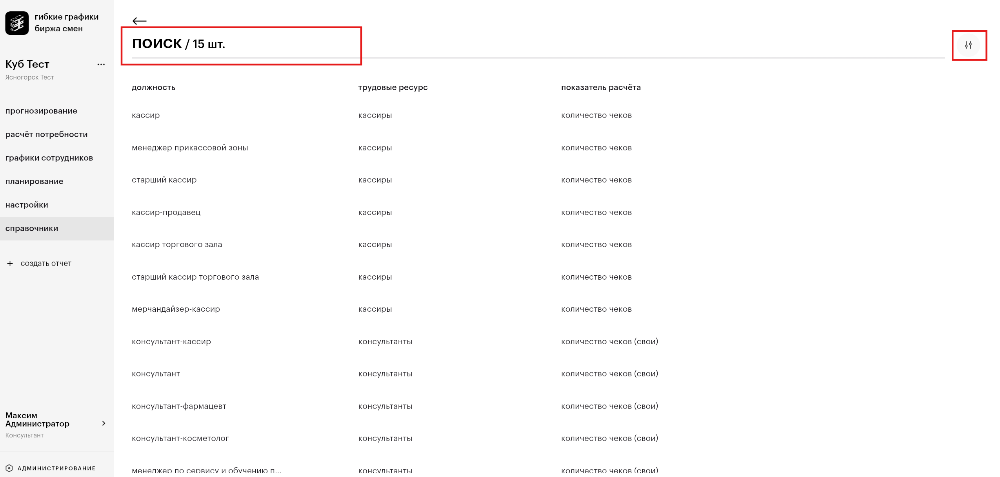 гибкие графики
биржа смен
Куб Тест
Ясногорск Тест
прогнозирование
расчёт потребности
графики сотрудников
планирование
настройки
справочники
+ создать отчет
Максим
Администратор
Консультант
АДМИНИСТРИРОВАНИЕ
ПОИСК / 15 шт.
должность трудовые ресурс показатель расчёта
кассир кассиры количество чеков
менеджер прикассовой зоны кассиры количество чеков
старший кассир кассиры количество чеков
кассир-продавец кассиры количество чеков
кассир торгового зала кассиры количество чеков
старший кассир торгового зала кассиры количество чеков
мерчандайзер-кассир кассиры количество чеков
консультант-кассир консультанты количество чеков (свои)
консультант консультанты количество чеков (свои)
консультант-фармацевт консультанты количество чеков (свои)
консультант-косметолог консультанты количество чеков (свои)
менеджер по сервису и обучению п... консультанты количество чеков (свои)